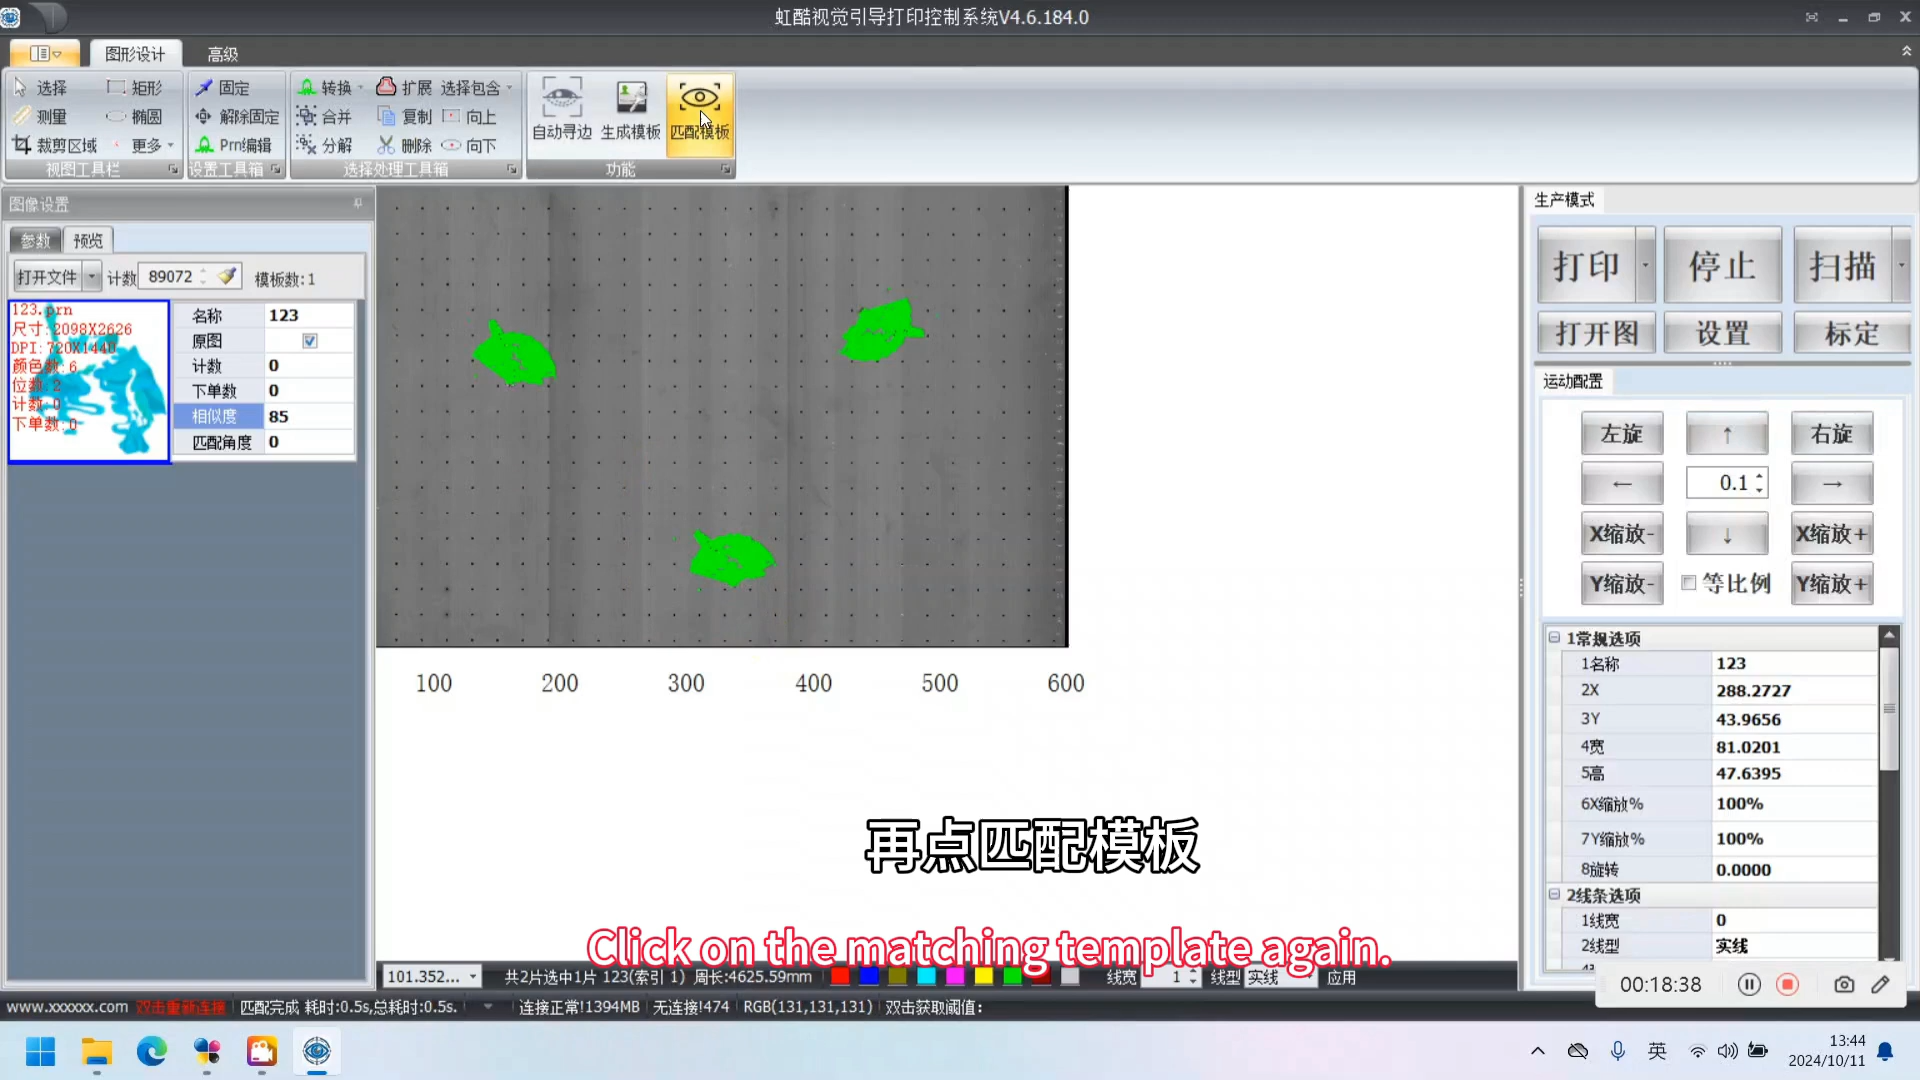 虹酷视觉引导打印控制系统V4.6.184.0
图形设计 高级
选择 矩形 固定 转换 扩展 选择包含
测量 椭圆 解除固定 合并 复制 向上
裁剪区域 更多 Prn编辑 分解 删除 向下
自动寻边 生成模板 匹配模板
视图工具栏 设置工具箱 选择处理工具箱 功能
图像设置
参数 预览
打开文件 计数 89072 模板数:1
123.prn
尺寸:2098X2626
DPI:720X1440
颜色数:6
位数:2
计数:0
下单数:0
名称 123
原图
计数 0
下单数 0
相似度 85
匹配角度 0
100 200 300 400 500 600
生产模式
打印 停止 扫描
打开图 设置 标定
运动配置
左旋 ↑ 右旋
← 0.1 →
X缩放- ↓ X缩放+
Y缩放- 等比例 Y缩放+
1常规选项
1名称 123
2X 288.2727
3Y 43.9656
4宽 81.0201
5高 47.6395
6X缩放% 100%
7Y缩放% 100%
8旋转 0.0000
2线条选项
1线宽 0
2线型 实线
再点匹配模板
Click on the matching template again.
101.352... 共2片选中1片 123(索引 1) 周长:4625.59mm 线宽 1 线型 实线 应用
00:18:38
www.xxxxxx.com 双击重新连接 匹配完成 耗时:0.5s,总耗时:0.5s. 连接正常!1394MB 无连接!474 RGB(131,131,131) 双击获取阈值:
英
13:44
2024/10/11